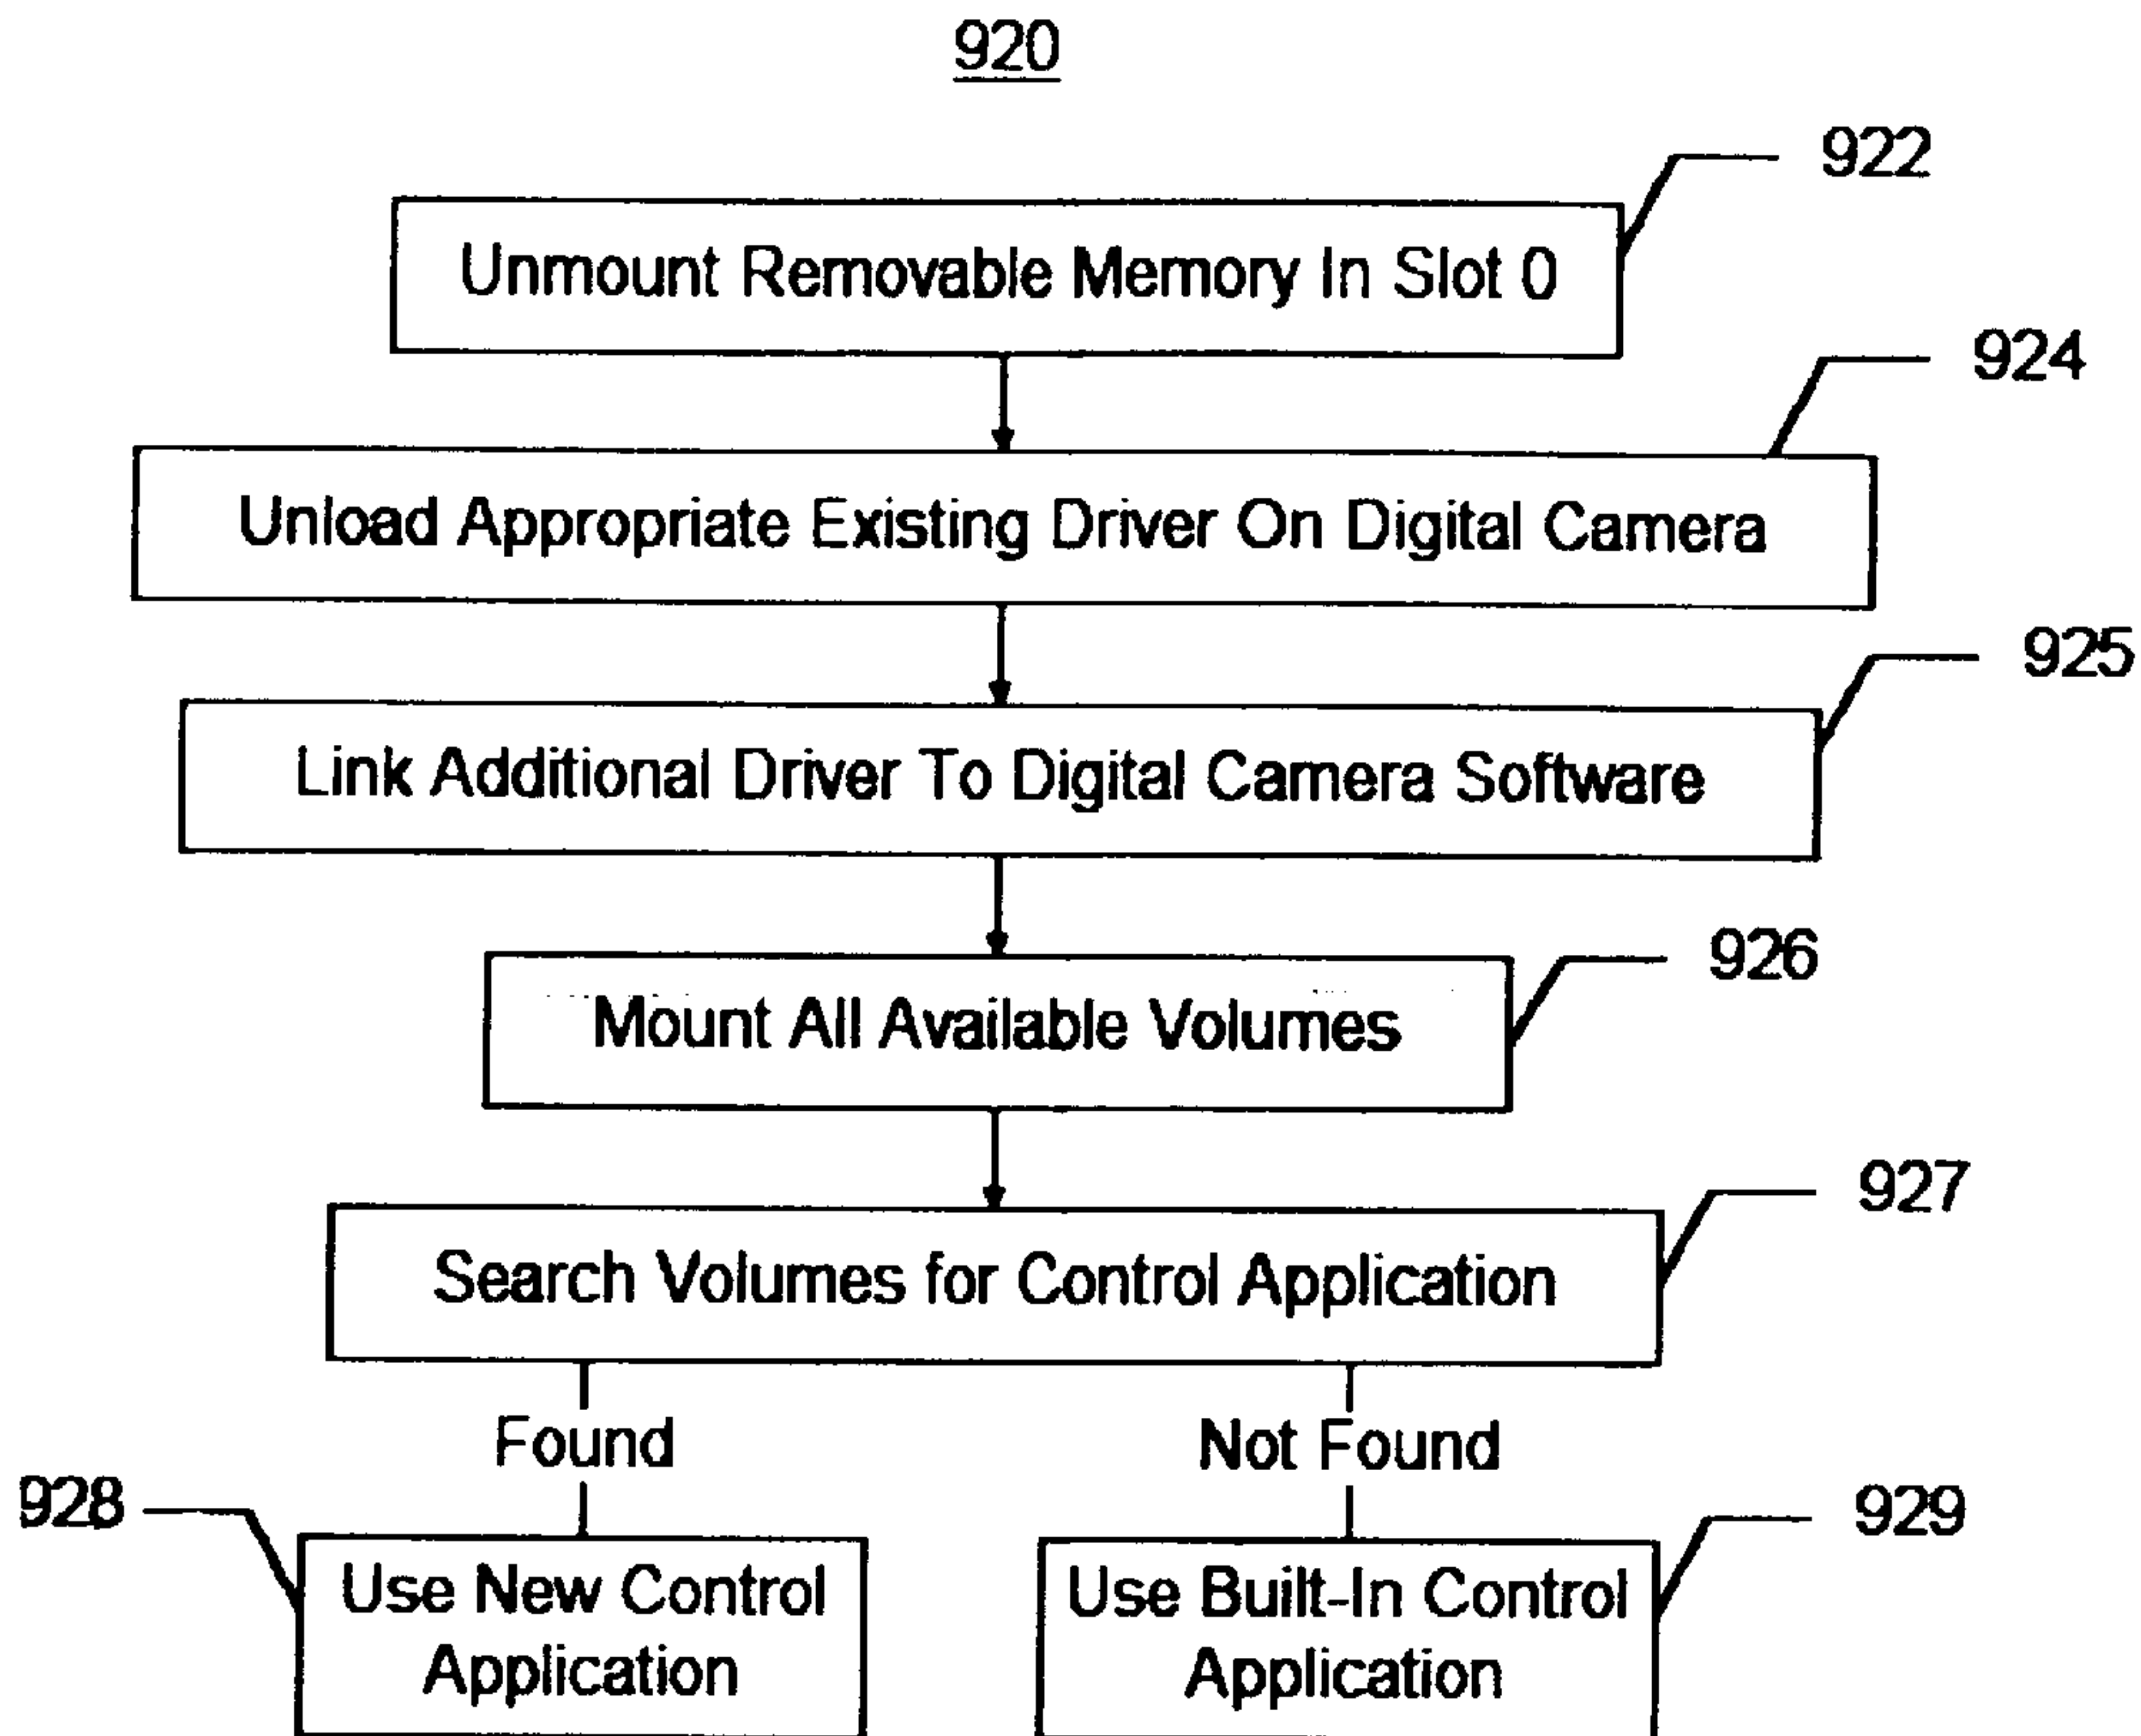 920
922
Unmount Removable Memory In Slot 0
924
Unload Appropriate Existing Driver On Digital Camera
925
Link Additional Driver To Digital Camera Software
926
Mount All Available Volumes
927
Search Volumes for Control Application
Found
Not Found
928
Use New Control
Application
929
Use Built-In Control
Application